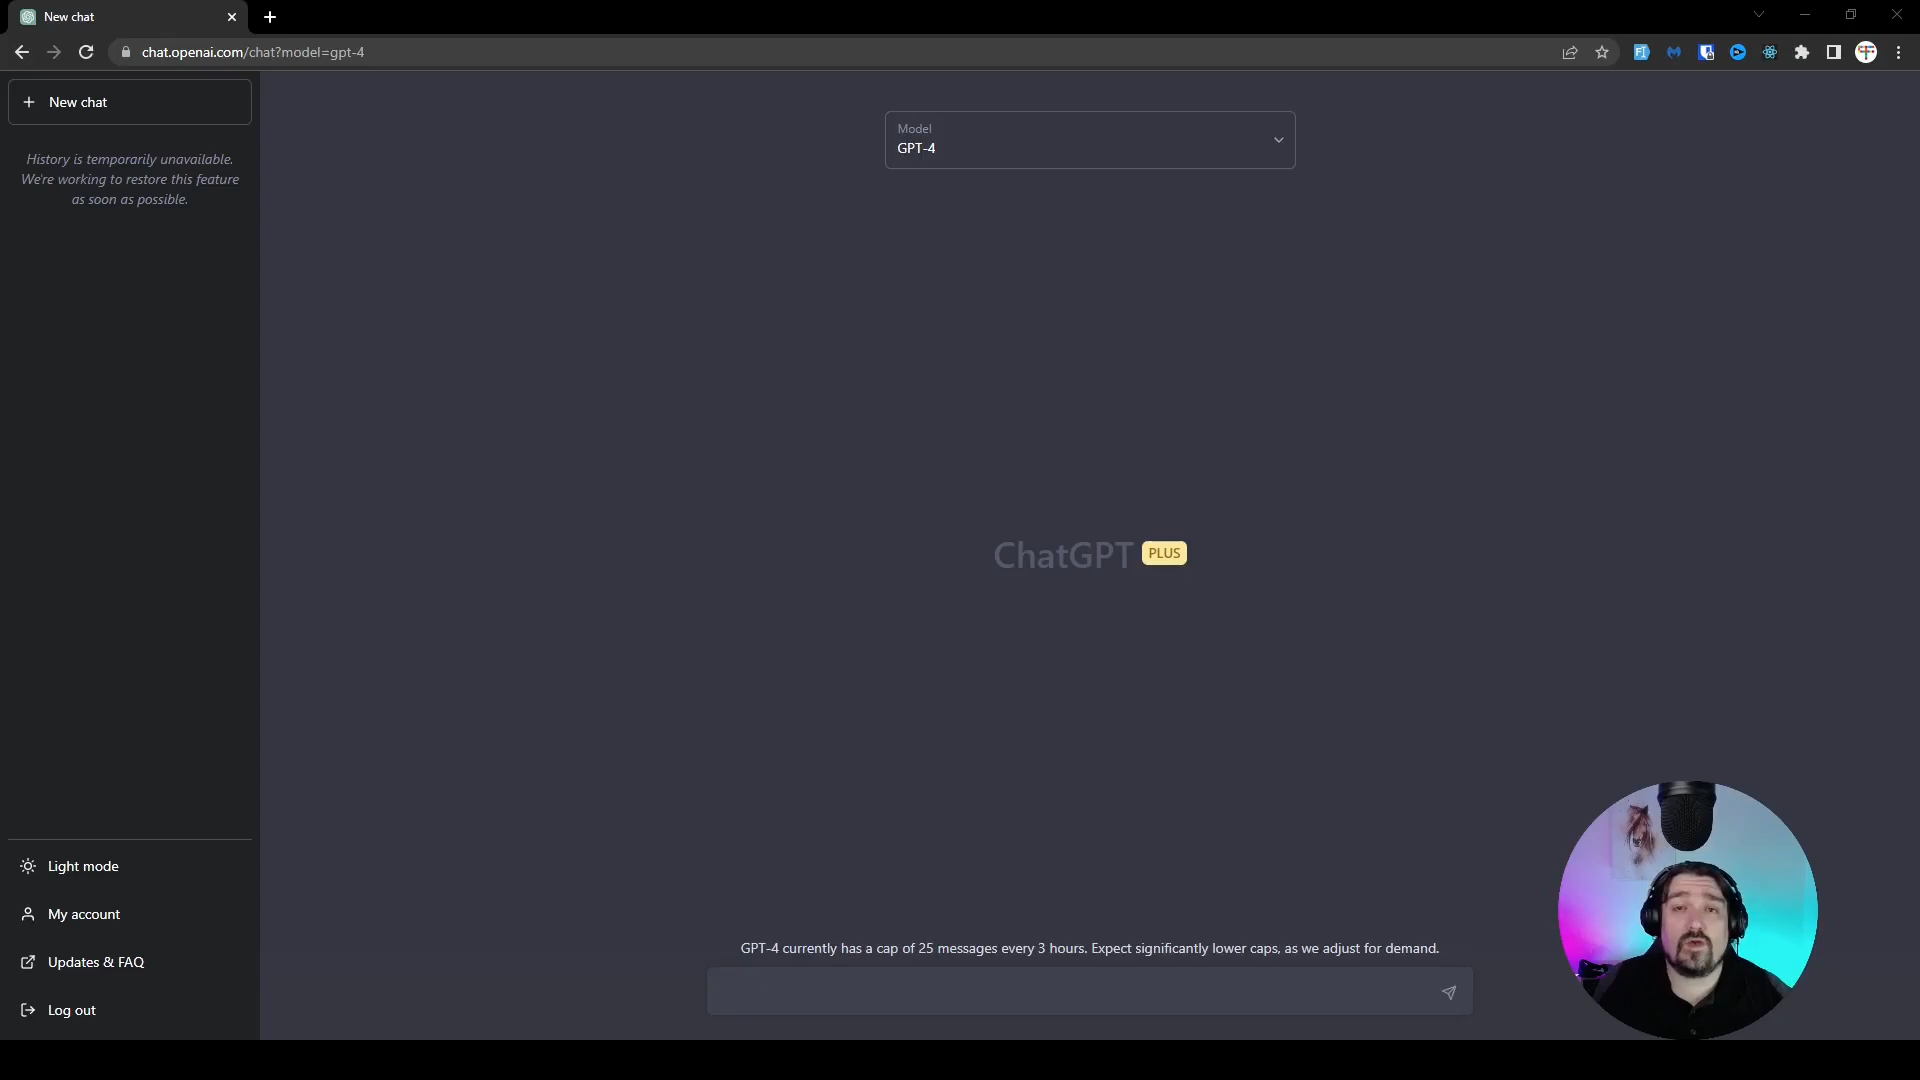 New chat
chat.openai.com/chat?model=gpt-4
New chat
History is temporarily unavailable.
We're working to restore this feature
as soon as possible.
Model
GPT-4
ChatGPT PLUS
GPT-4 currently has a cap of 25 messages every 3 hours. Expect significantly lower caps, as we adjust for demand.
Light mode
My account
Updates & FAQ
Log out